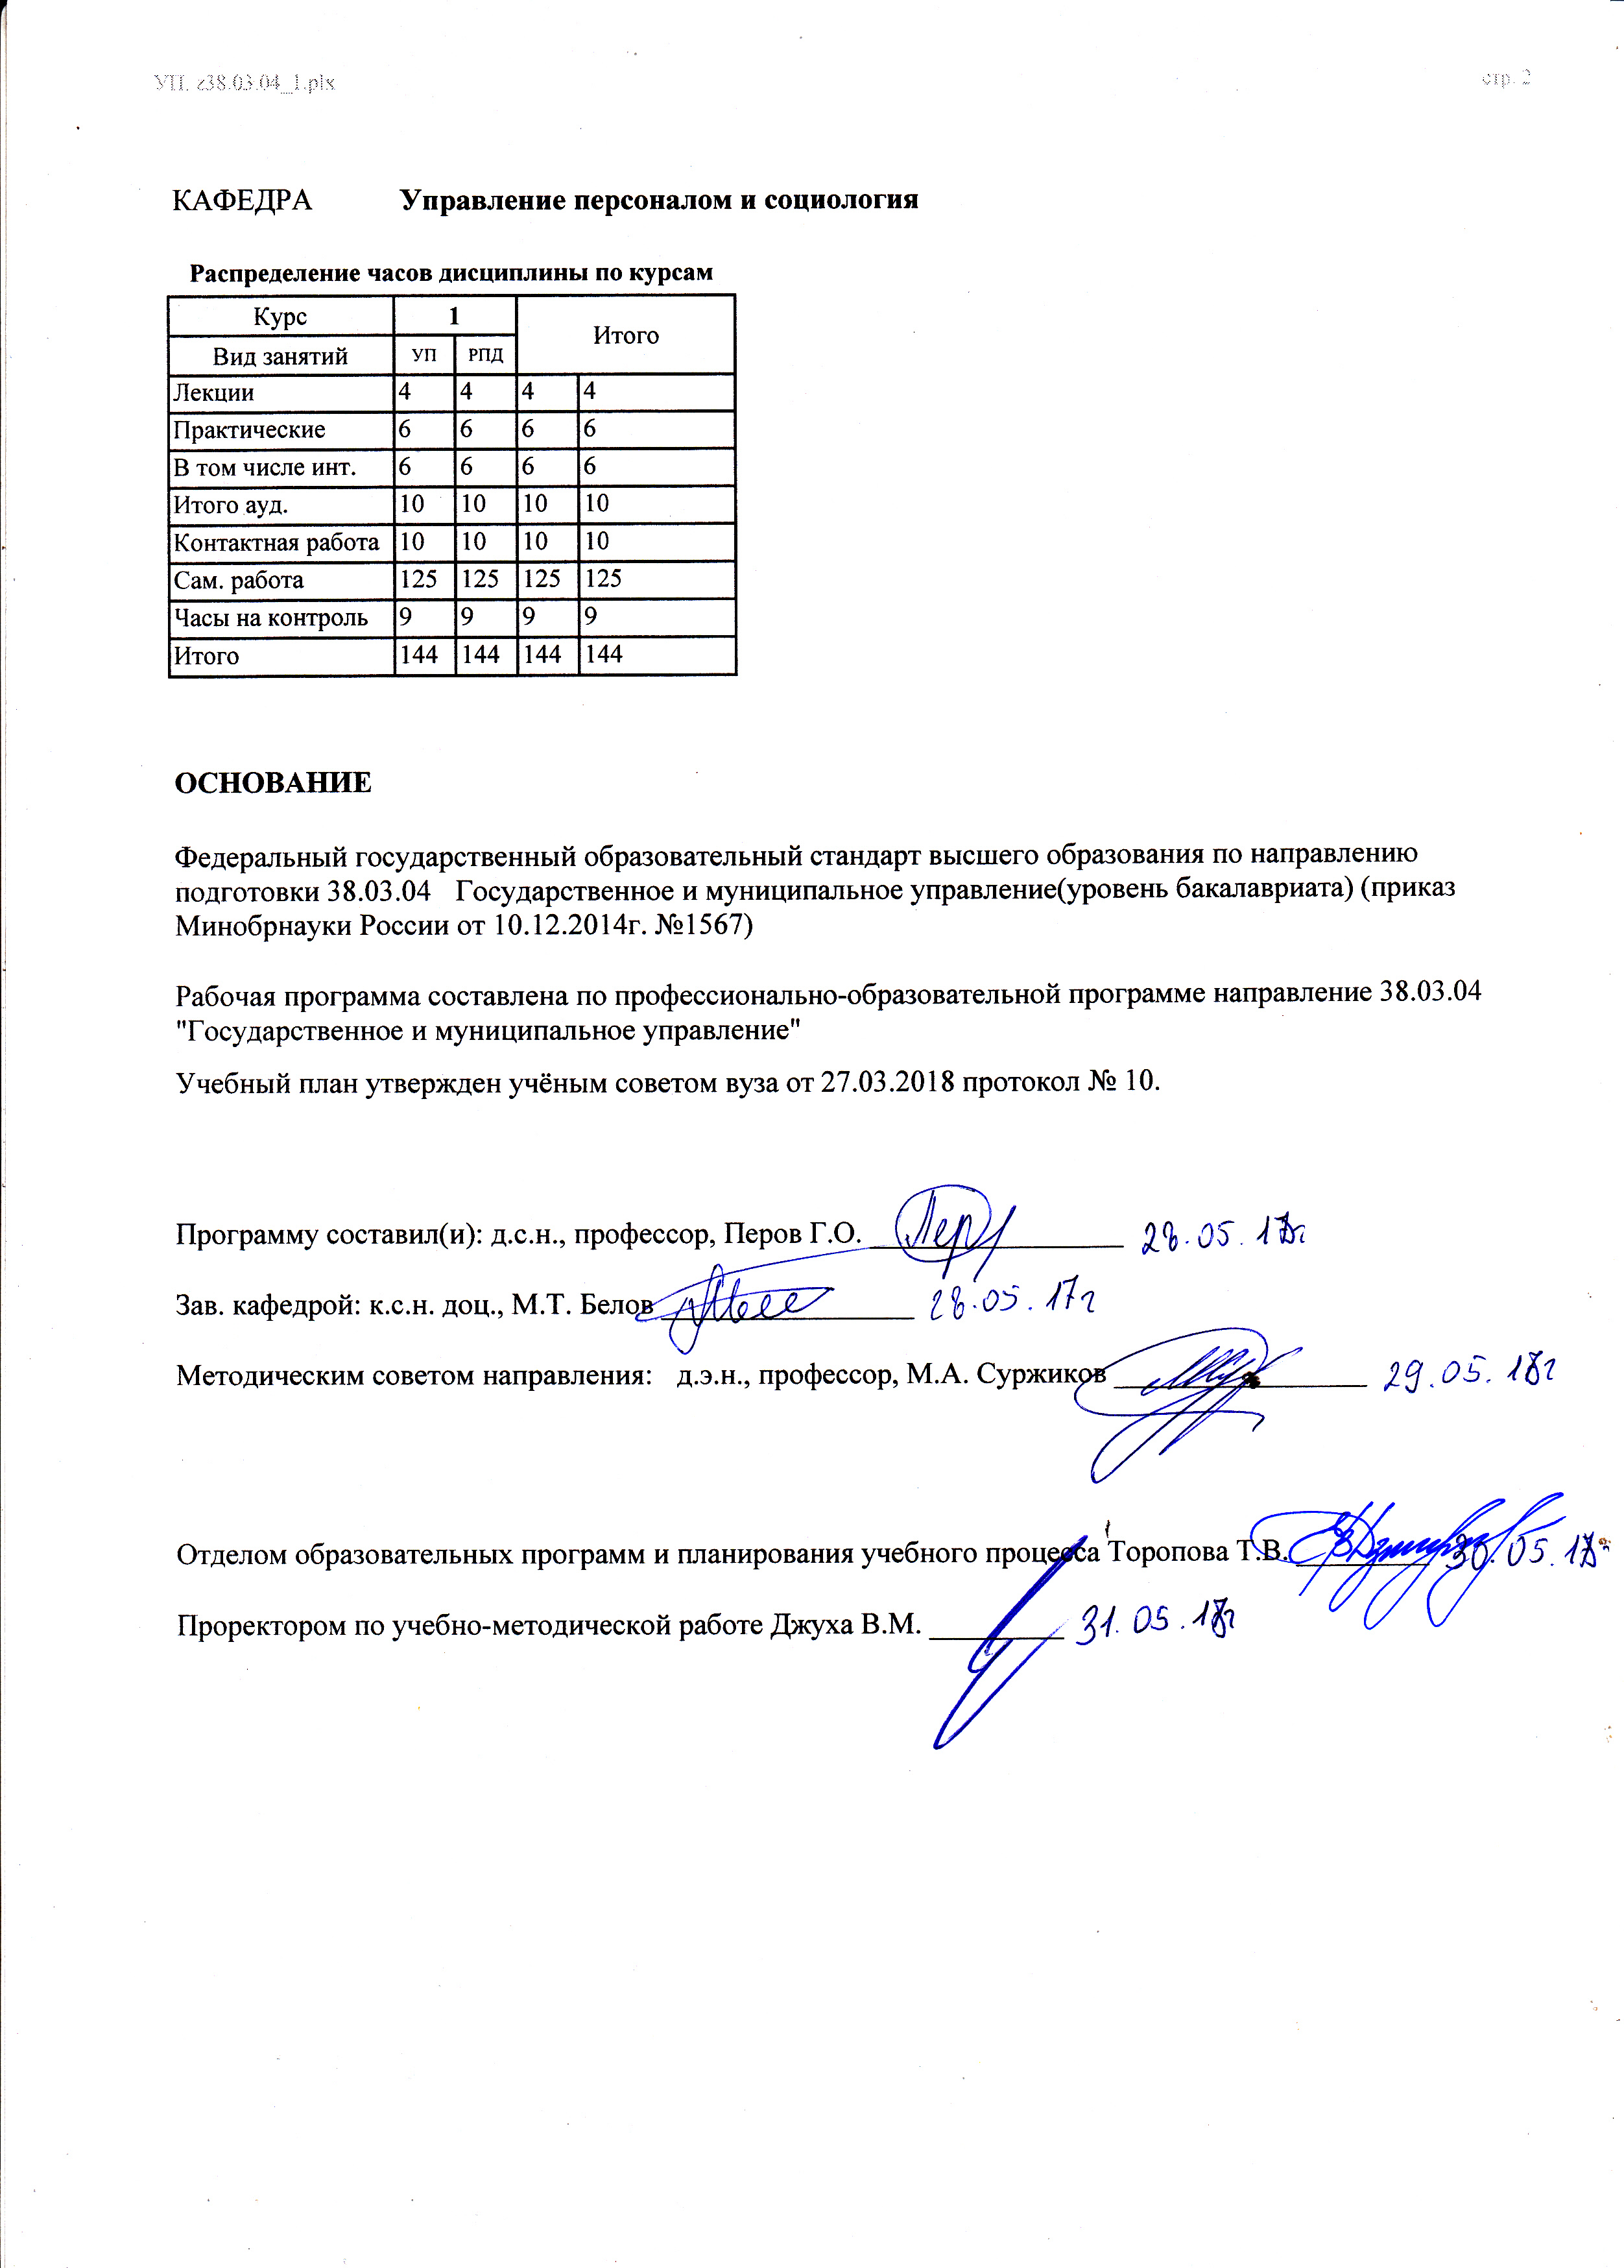 УП. z38.03.04_1.plx
стр. 2
КАФЕДРА Управление персоналом и социология
Распределение часов дисциплины по курсам
Курс 1 Итого
Вид занятий УП РПД
Лекции 4 4 4 4
Практические 6 6 6 6
В том числе инт. 6 6 6 6
Итого ауд. 10 10 10 10
Контактная работа 10 10 10 10
Сам. работа 125 125 125 125
Часы на контроль 9 9 9 9
Итого 144 144 144 144
ОСНОВАНИЕ
Федеральный государственный образовательный стандарт высшего образования по направлению
подготовки 38.03.04 Государственное и муниципальное управление(уровень бакалавриата) (приказ
Минобрнауки России от 10.12.2014г. №1567)
Рабочая программа составлена по профессионально-образовательной программе направление 38.03.04
"Государственное и муниципальное управление"
Учебный план утвержден учёным советом вуза от 27.03.2018 протокол № 10.
Программу составил(и): д.с.н., профессор, Перов Г.О. 28.05.
Зав. кафедрой: к.с.н. доц., М.Т. Белов 28.05.17г
Методическим советом направления: д.э.н., профессор, М.А. Суржиков 29.05.18г
Отделом образовательных программ и планирования учебного процесса Торопова Т.В. 30.05.
Проректором по учебно-методической работе Джуха В.М. 31.05.